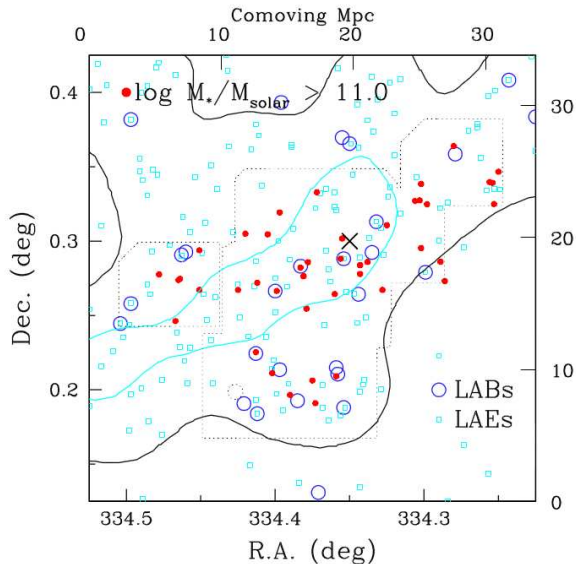 Comoving Mpc
0 10 20 30
0.4
log M*/Msolar > 11.0
30
0.3
20
Dec. (deg)
10
0.2
LABs
LAEs
0
334.5 334.4 334.3
R.A. (deg)